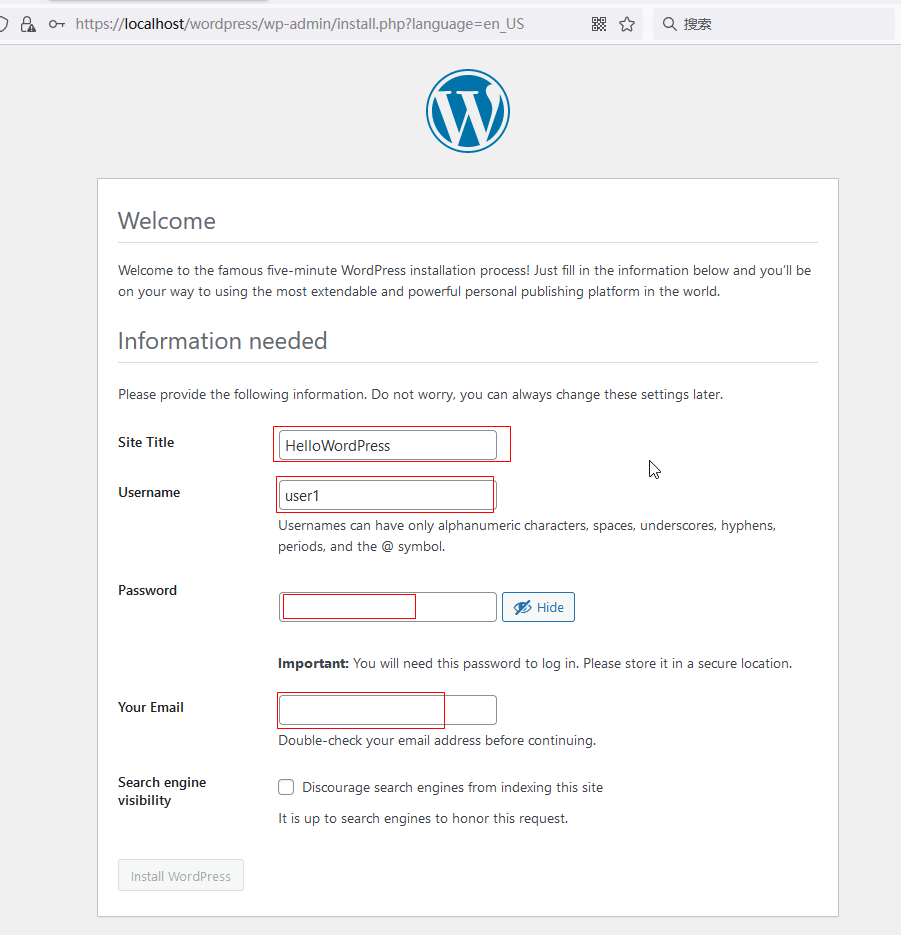 https://localhost/wordpress/wp-admin/install.php?language=en_US
搜索
Welcome
Welcome to the famous five-minute WordPress installation process! Just fill in the information below and you’ll be
on your way to using the most extendable and powerful personal publishing platform in the world.
Information needed
Please provide the following information. Do not worry, you can always change these settings later.
Site Title
HelloWordPress
Username
user1
Usernames can have only alphanumeric characters, spaces, underscores, hyphens,
periods, and the @ symbol.
Password
Hide
Important: You will need this password to log in. Please store it in a secure location.
Your Email
Double-check your email address before continuing.
Search engine
visibility
Discourage search engines from indexing this site
It is up to search engines to honor this request.
Install WordPress